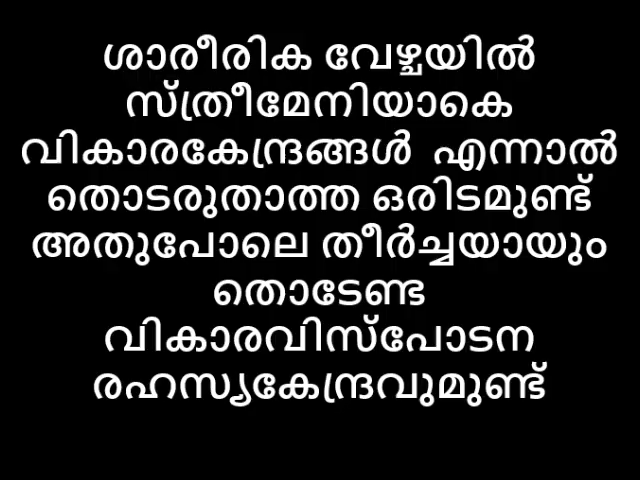 ശാരീരിക വേഴ്ചയിൽ
സ്ത്രീമേനിയാകെ
വികാരകേന്ദ്രങ്ങൾ എന്നാൽ
തൊടരുതാത്ത ഒരിടമുണ്ട്
അതുപോലെ തീർച്ചയായും
തൊടേണ്ട
വികാരവിസ്പോടന
രഹസ്യകേന്ദ്രവുമുണ്ട്